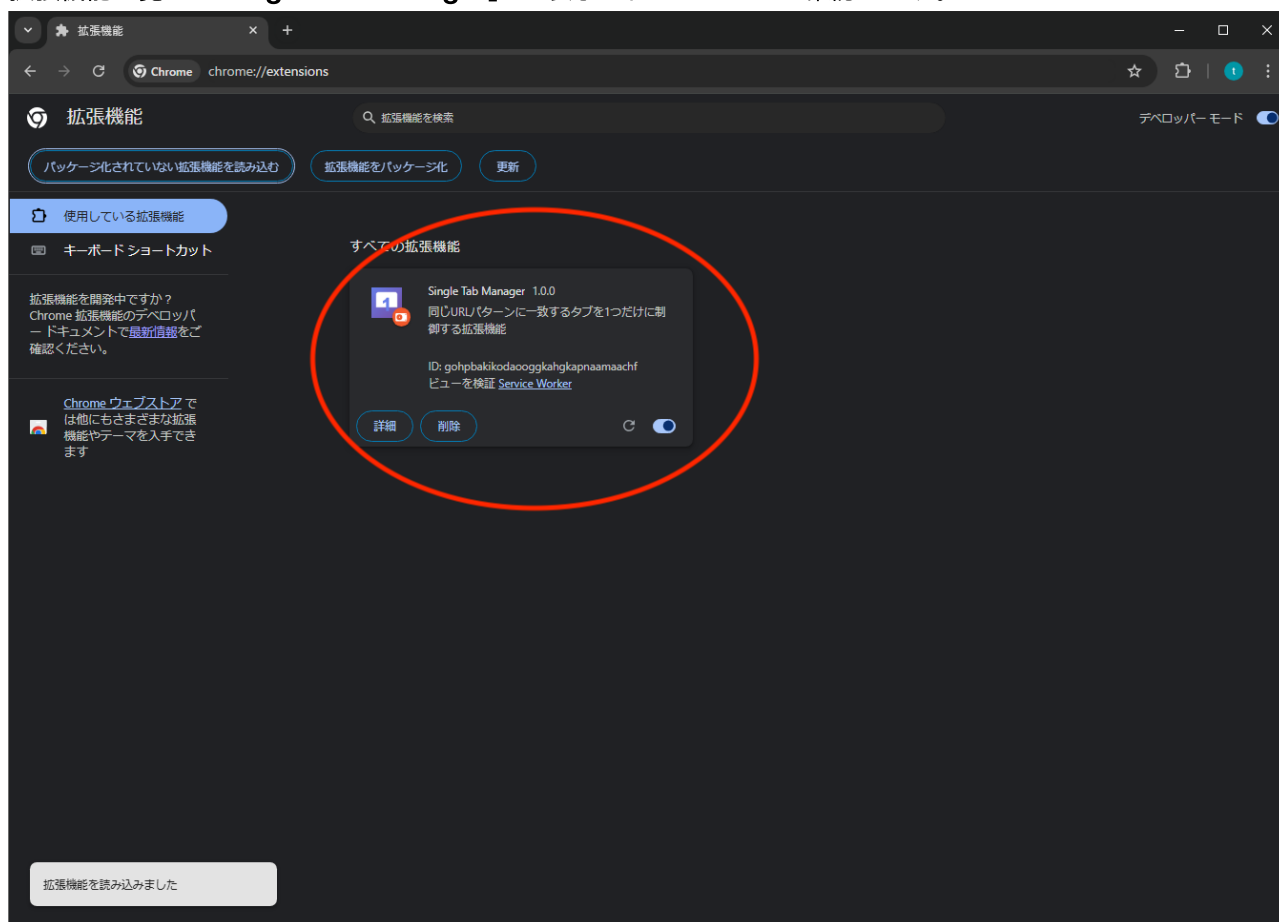 拡張機能
Chrome
chrome://extensions
t
拡張機能
拡張機能を検索
デベロッパー モード
パッケージ化されていない拡張機能を読み込む
拡張機能をパッケージ化
更新
使用している拡張機能
キーボード ショートカット
拡張機能を開発中ですか？
Chrome 拡張機能のデベロッパ
ー ドキュメントで最新情報をご
確認ください。
Chrome ウェブストア で
は他にもさまざまな拡張
機能やテーマを入手でき
ます
すべての拡張機能
1
Single Tab Manager 1.0.0
同じURLパターンに一致するタブを1つだけに制
御する拡張機能
ID: gohpbakikodaooggkahgkapnaamaachf
ビューを検証 Service Worker
詳細
削除
拡張機能を読み込みました